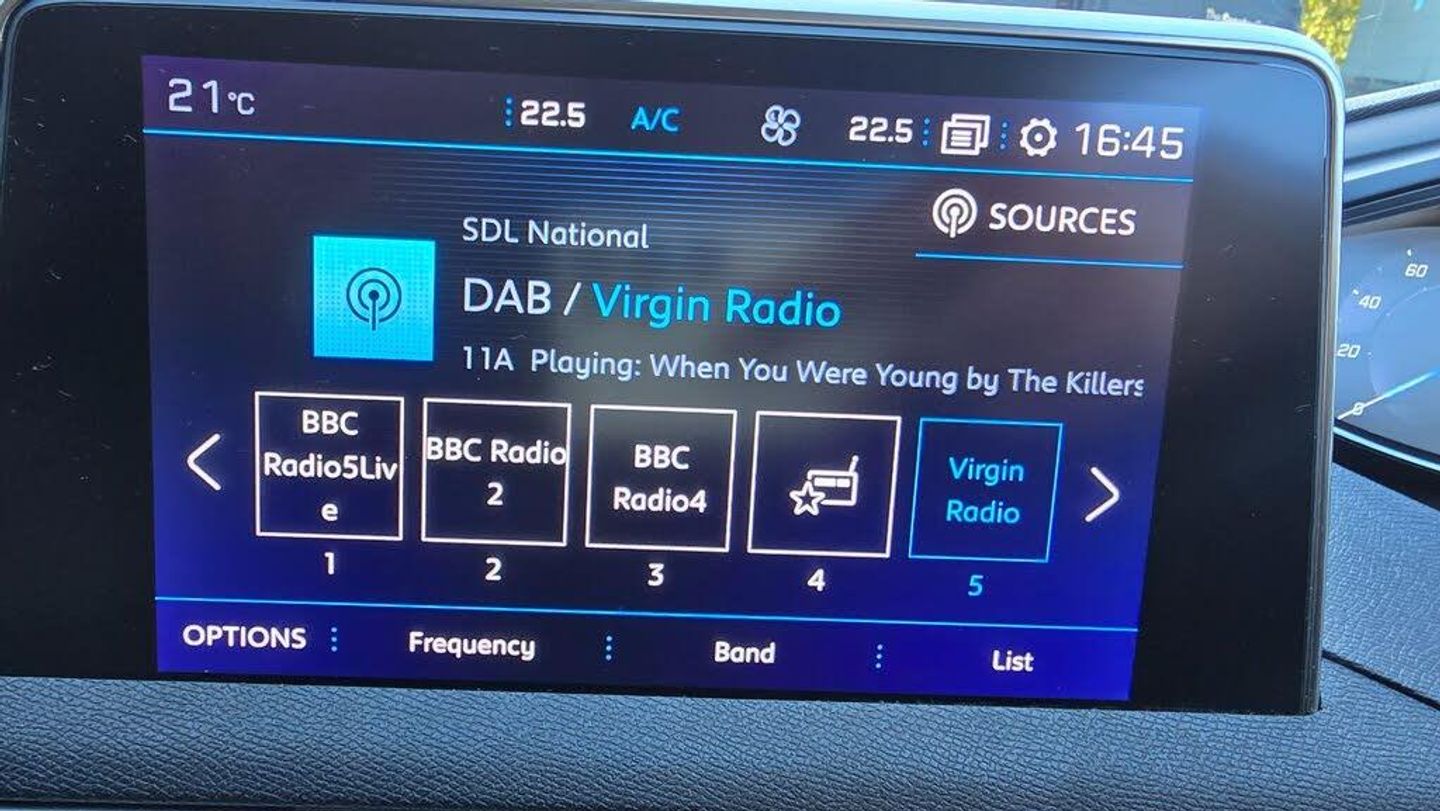 21°C
22.5 A/C 22.5 16:45
SOURCES
SDL National
DAB / Virgin Radio
11A Playing: When You Were Young by The Killers
BBC
Radio5Liv
e
1
BBC Radio
2
2
BBC
Radio4
3
4
Virgin
Radio
5
OPTIONS
Frequency
Band
List
60
40
20
0